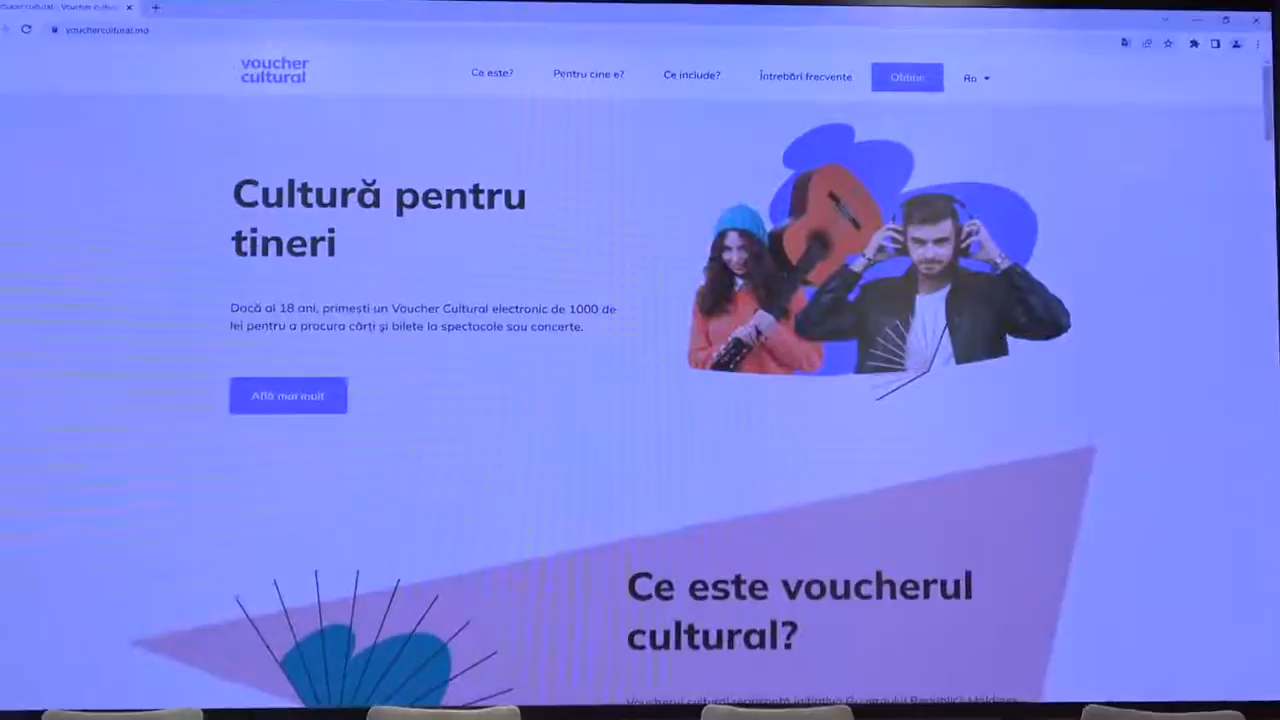 vouchercultural.md
voucher
cultural
Ce este?
Pentru cine e?
Ce include?
Întrebări frecvente
Obține
Ro
Cultură pentru
tineri
Dacă ai 18 ani, primești un Voucher Cultural electronic de 1000 de
lei pentru a procura cărți și bilete la spectacole sau concerte.
Află mai mult
Ce este voucherul
cultural?
Voucherul cultural